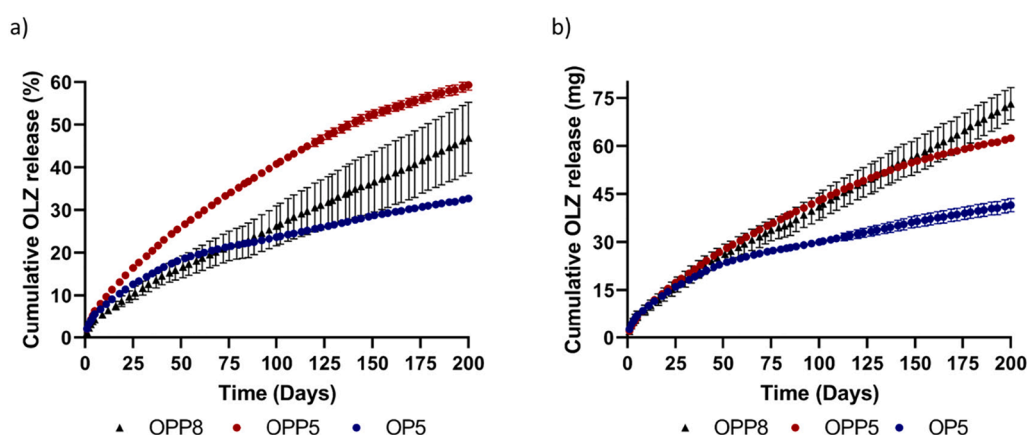 a)
Cumulative OLZ release (%)
60
50
40
30
20
10
0
0 25 50 75 100 125 150 175 200
Time (Days)
OPP8 OPP5 OP5
b)
Cumulative OLZ release (mg)
75
60
45
30
15
0
0 25 50 75 100 125 150 175 200
Time (Days)
OPP8 OPP5 OP5